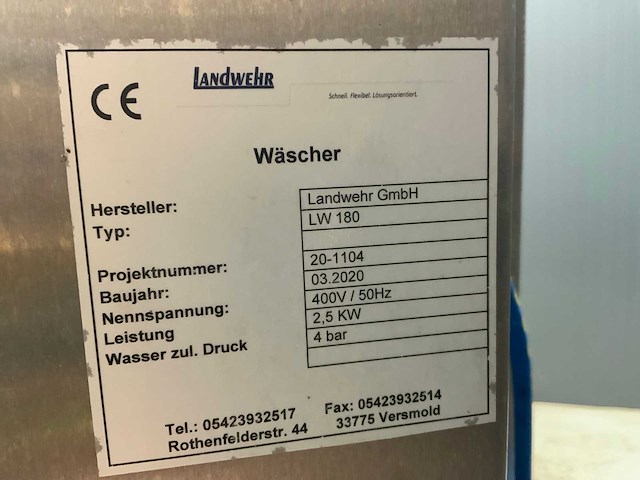 CE
LANDWEHR
Schnell. Flexibel. Lösungsorientiert.
Wäscher
Hersteller: Landwehr GmbH
Typ: LW 180
Projektnummer: 20-1104
Baujahr: 03.2020
Nennspannung: 400V / 50Hz
Leistung 2,5 KW
Wasser zul. Druck 4 bar
Tel.: 05423932517 Fax: 05423932514
Rothenfelderstr. 44 33775 Versmold